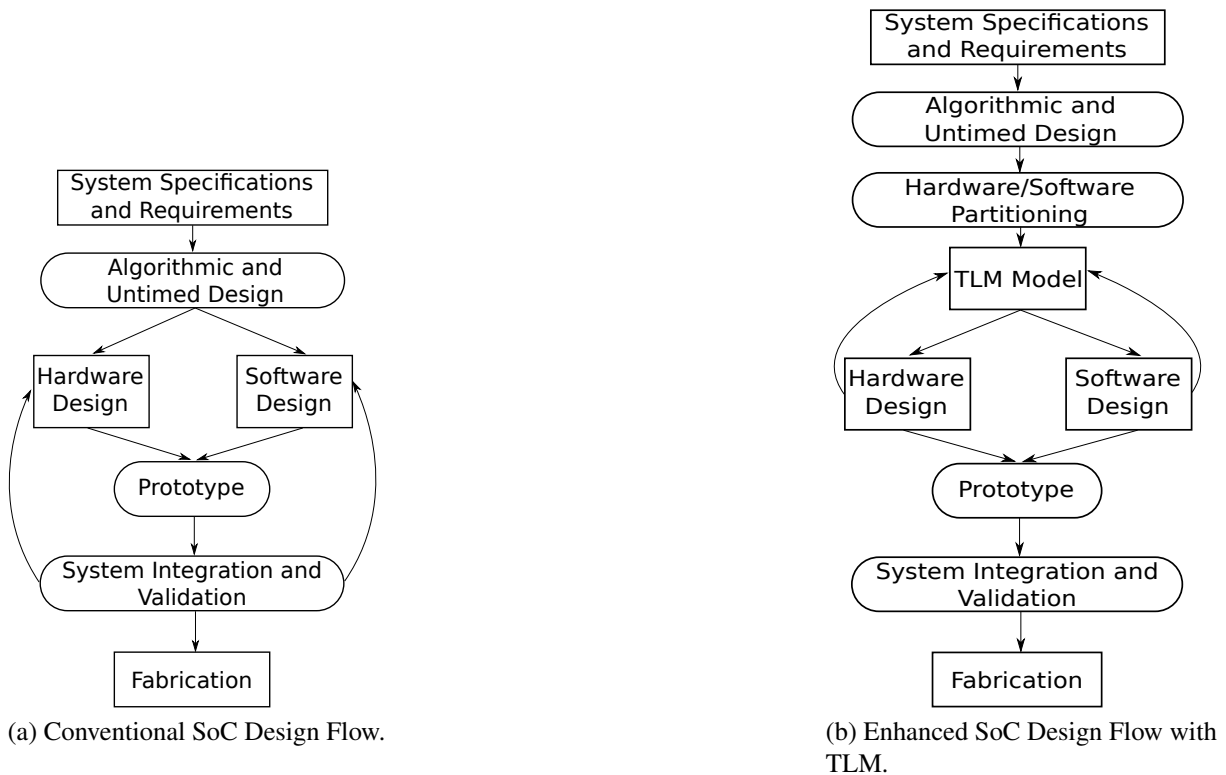 System Specifications
and Requirements
Algorithmic and
Untimed Design
Hardware
Design
Software
Design
Prototype
System Integration and
Validation
Fabrication
(a) Conventional SoC Design Flow.
System Specifications
and Requirements
Algorithmic and
Untimed Design
Hardware/Software
Partitioning
TLM Model
Hardware
Design
Software
Design
Prototype
System Integration and
Validation
Fabrication
(b) Enhanced SoC Design Flow with
TLM.